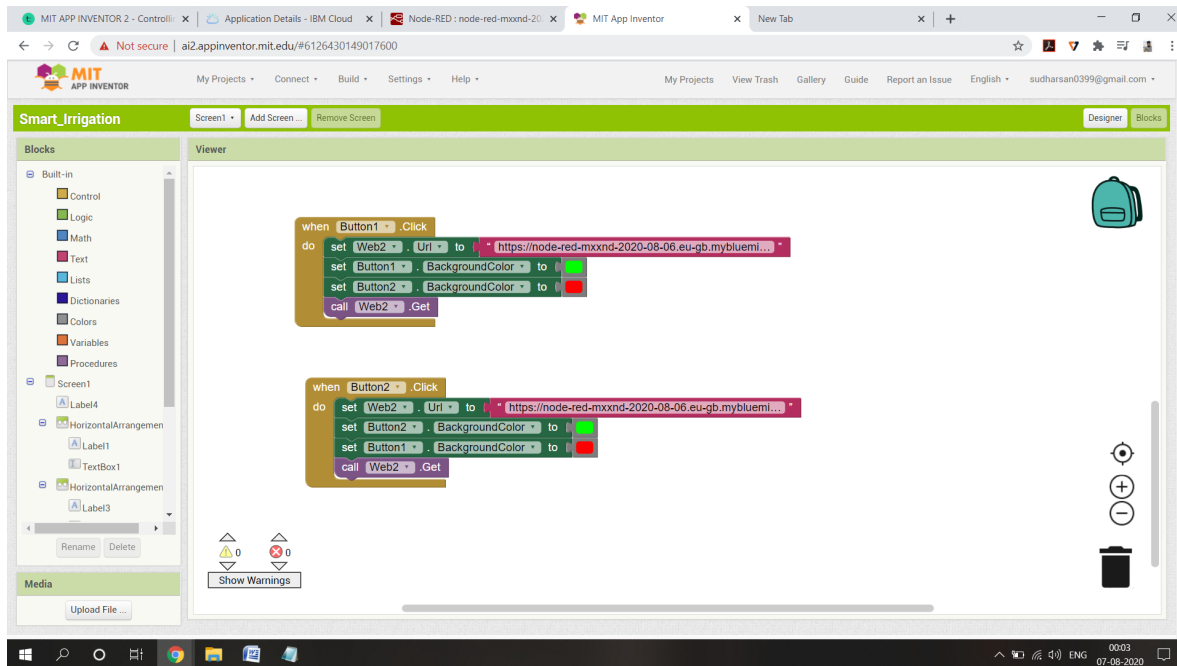 MIT APP INVENTOR 2 - Controlli
Application Details - IBM Cloud
Node-RED : node-red-mxxnd-20
MIT App Inventor
New Tab
Not secure | ai2.appinventor.mit.edu/#6126430149017600
MIT
APP INVENTOR
My Projects Connect Build Settings Help My Projects View Trash Gallery Guide Report an Issue English sudharsan0399@gmail.com
Smart_Irrigation Screen1 Add Screen ... Remove Screen Designer Blocks
Blocks
Viewer
Built-in
Control
Logic
Math
Text
Lists
Dictionaries
Colors
Variables
Procedures
Screen1
Label4
HorizontalArrangemen
Label1
TextBox1
HorizontalArrangemen
Label3
Rename Delete
Media
Upload File ...
when Button1 .Click
do set Web2 . Url to " https://node-red-mxxnd-2020-08-06.eu-gb.mybluemi... "
set Button1 . BackgroundColor to
set Button2 . BackgroundColor to
call Web2 .Get
when Button2 .Click
do set Web2 . Url to " https://node-red-mxxnd-2020-08-06.eu-gb.mybluemi... "
set Button2 . BackgroundColor to
set Button1 . BackgroundColor to
call Web2 .Get
0 0
Show Warnings
ENG
00:03
07-08-2020